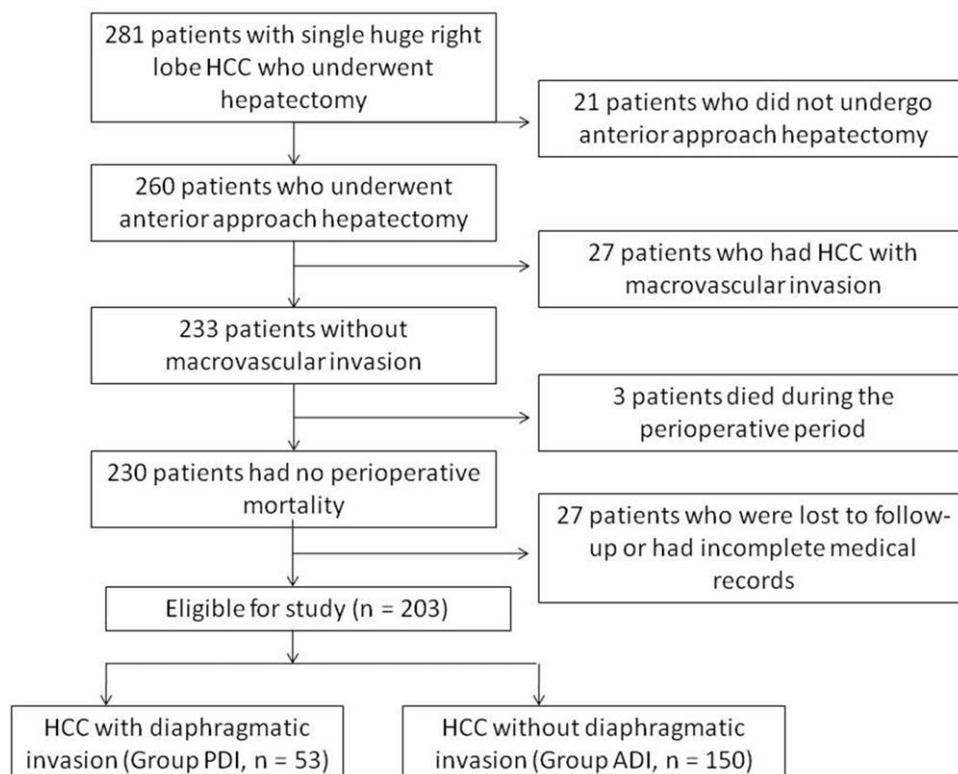 281 patients with single huge right
lobe HCC who underwent
hepatectomy
21 patients who did not undergo
anterior approach hepatectomy
260 patients who underwent
anterior approach hepatectomy
27 patients who had HCC with
macrovascular invasion
233 patients without
macrovascular invasion
3 patients died during the
perioperative period
230 patients had no perioperative
mortality
27 patients who were lost to follow-
up or had incomplete medical
records
Eligible for study (n = 203)
HCC with diaphragmatic
invasion (Group PDI, n = 53)
HCC without diaphragmatic
invasion (Group ADI, n = 150)